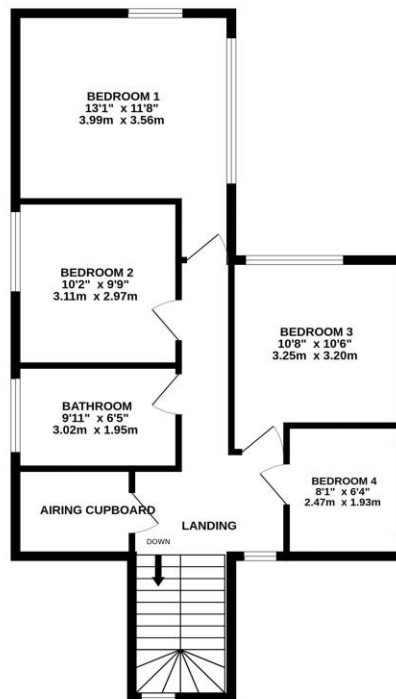 BEDROOM 1
13'1" x 11'8"
3.99m x 3.56m
BEDROOM 2
10'2" x 9'9"
3.11m x 2.97m
BEDROOM 3
10'8" x 10'6"
3.25m x 3.20m
BATHROOM
9'11" x 6'5"
3.02m x 1.95m
BEDROOM 4
8'1" x 6'4"
2.47m x 1.93m
AIRING CUPBOARD
LANDING
DOWN